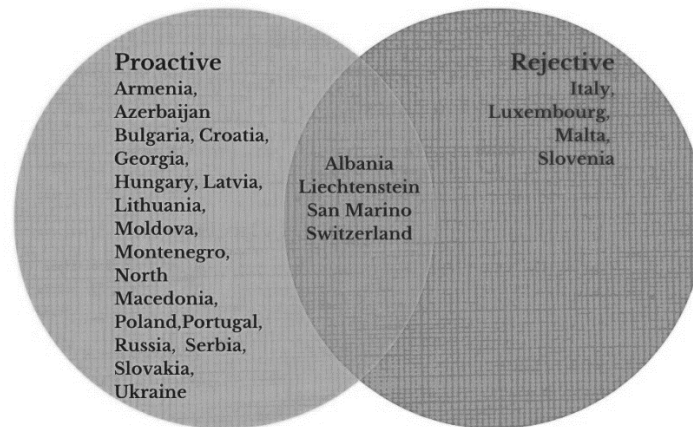 Proactive
Armenia,
Azerbaijan
Bulgaria, Croatia,
Georgia,
Hungary, Latvia,
Lithuania,
Moldova,
Montenegro,
North
Macedonia,
Poland,Portugal,
Russia, Serbia,
Slovakia,
Ukraine
Albania
Liechtenstein
San Marino
Switzerland
Rejective
Italy,
Luxembourg,
Malta,
Slovenia